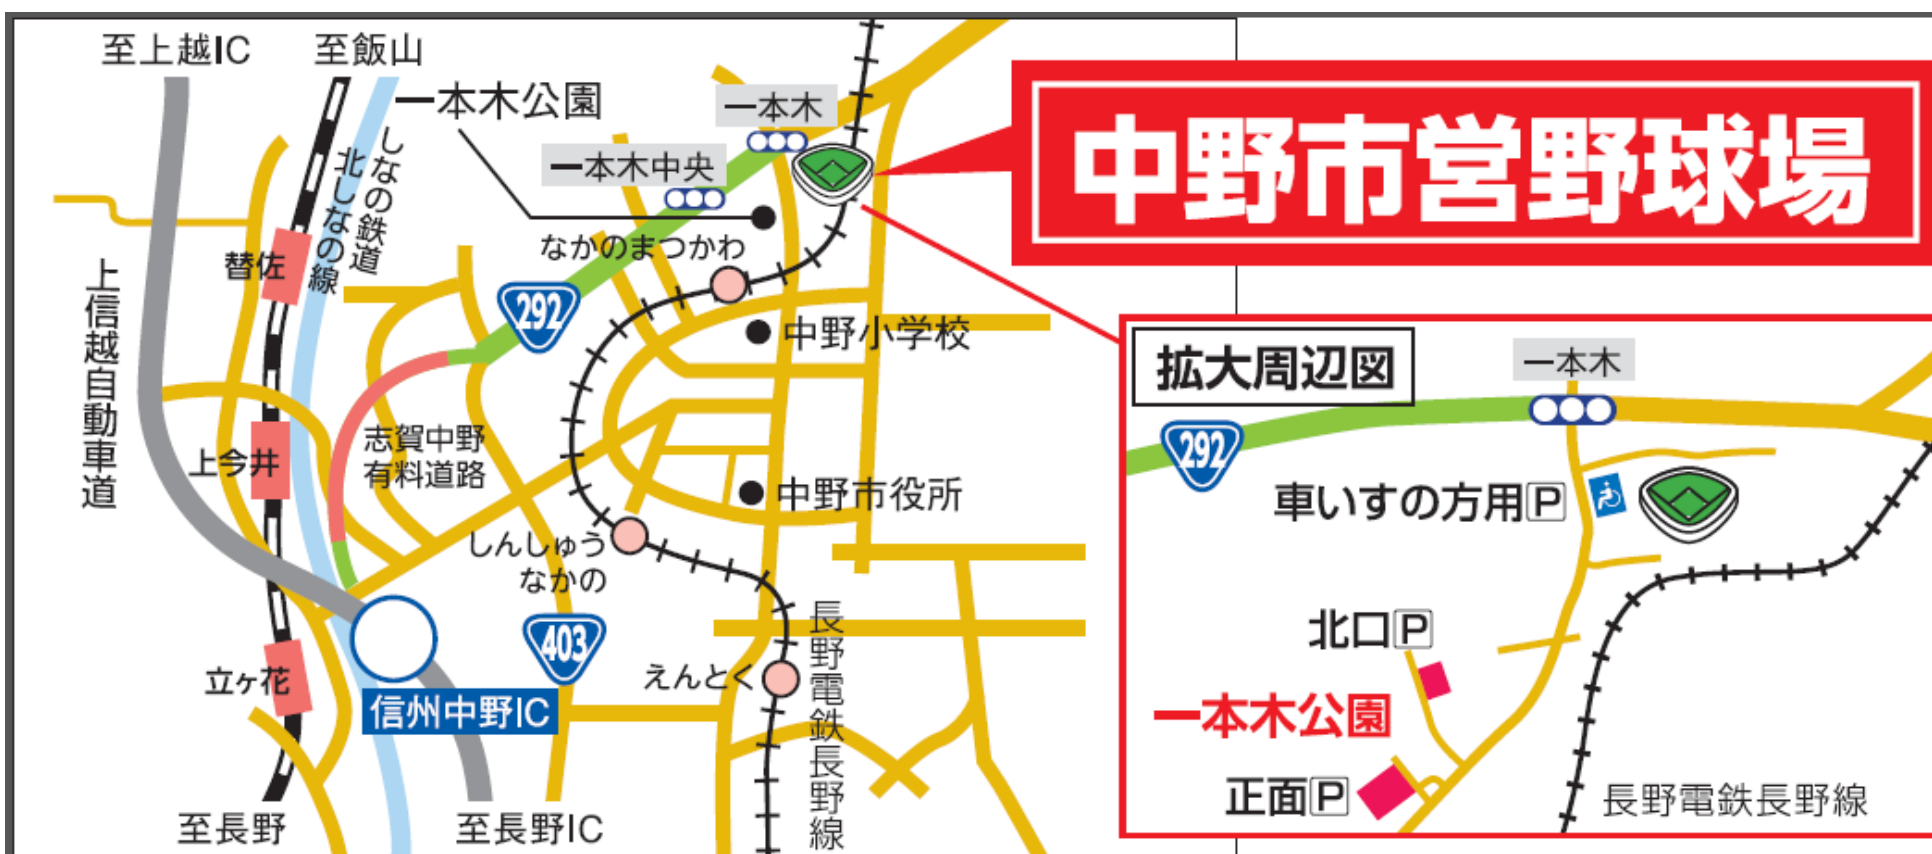 至上越IC
至飯山
一本木公園
一本木
一本木中央
しなの鉄道
北しなの線
中野市営野球場
なかのまつかわ
替佐
上信越自動車道
292
中野小学校
上今井
志賀中野
有料道路
中野市役所
しんしゅう
なかの
403
立ヶ花
信州中野IC
えんとく
長野電鉄長野線
至長野
至長野IC
拡大周辺図
一本木
292
車いすの方用P
北口P
一本木公園
正面P
長野電鉄長野線